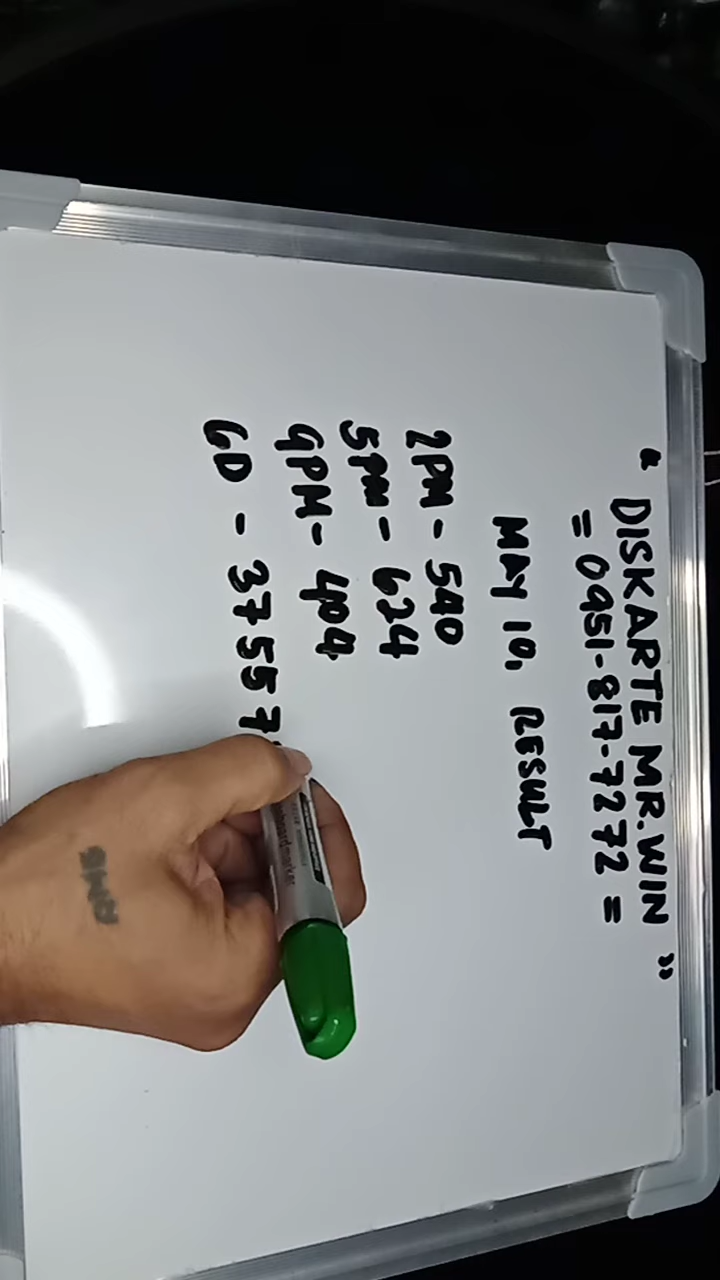 “ DISKARTE MR. WIN ”
= 0951-817-7272 =
MAY 10, RESULT
2PM - 540
5PM - 624
9PM - 404
6D - 37557